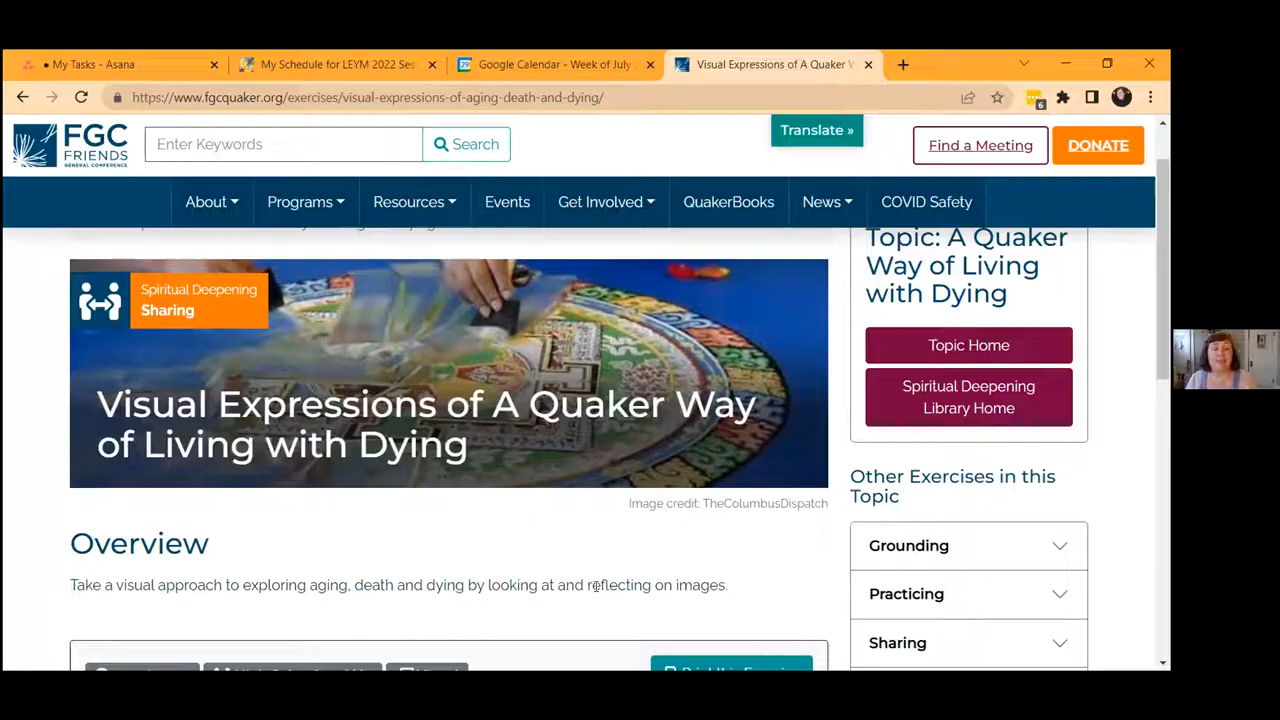 My Tasks - Asana
My Schedule for LEYM 2022 Ses
Google Calendar - Week of July
Visual Expressions of A Quaker W
https://www.fgcquaker.org/exercises/visual-expressions-of-aging-death-and-dying/
6
FGC
FRIENDS
GENERAL CONFERENCE
Enter Keywords
Search
Translate »
Find a Meeting
DONATE
About
Programs
Resources
Events
Get Involved
QuakerBooks
News
COVID Safety
Spiritual Deepening
Sharing
Visual Expressions of A Quaker Way
of Living with Dying
Image credit: TheColumbusDispatch
Overview
Take a visual approach to exploring aging, death and dying by looking at and reflecting on images.
Topic: A Quaker
Way of Living
with Dying
Topic Home
Spiritual Deepening
Library Home
Other Exercises in this
Topic
Grounding
Practicing
Sharing